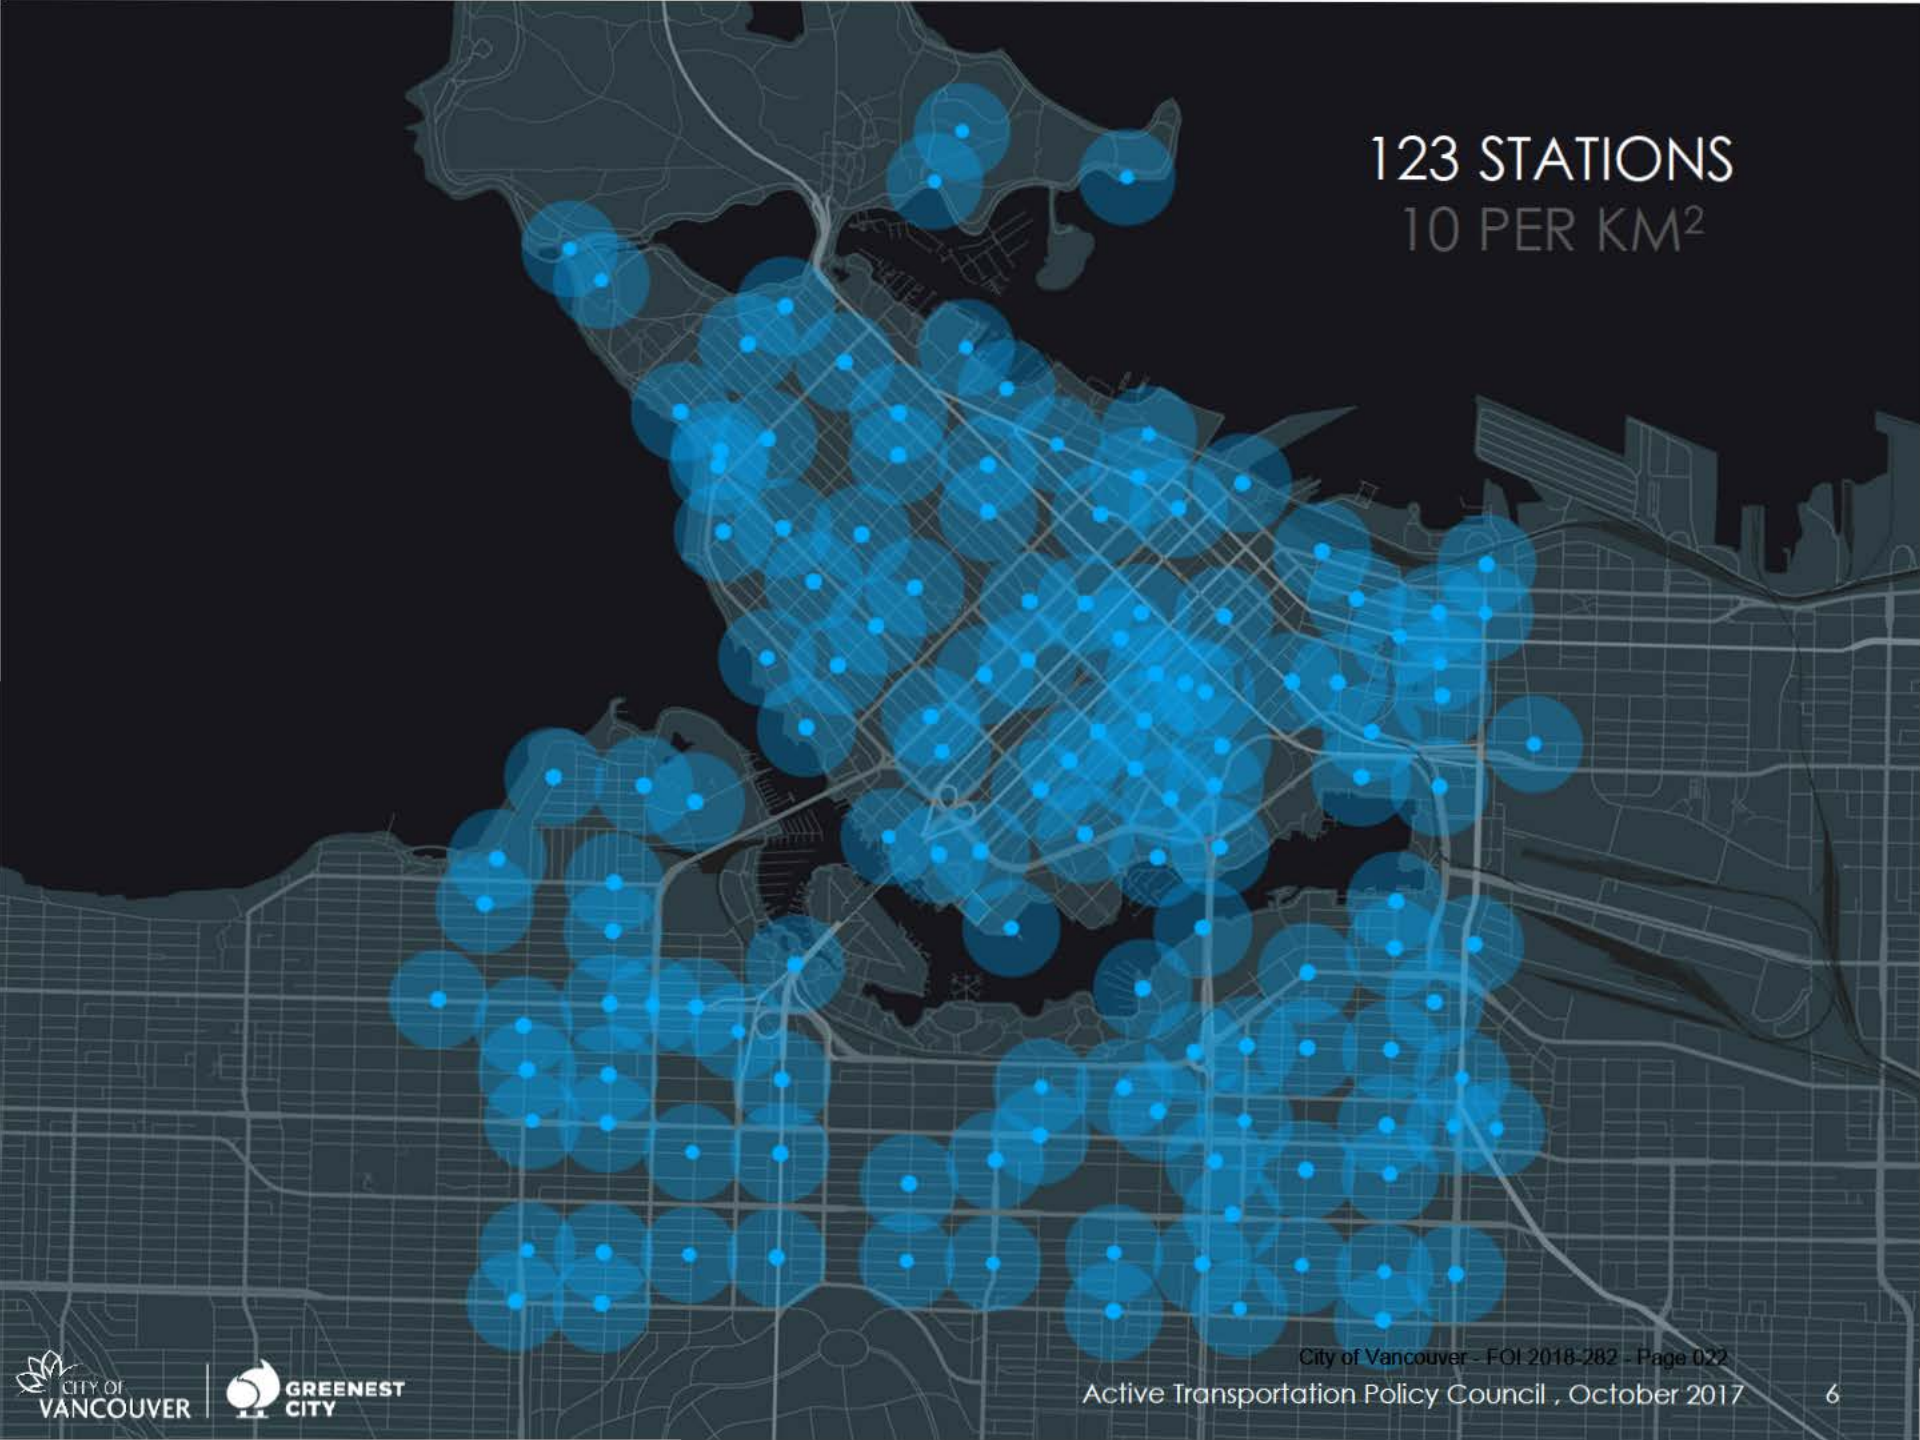 123 STATIONS
10 PER KM²
City of Vancouver - FOI 2018-282 - Page 022
CITY OF
VANCOUVER
GREENEST
CITY
Active Transportation Policy Council , October 2017
6